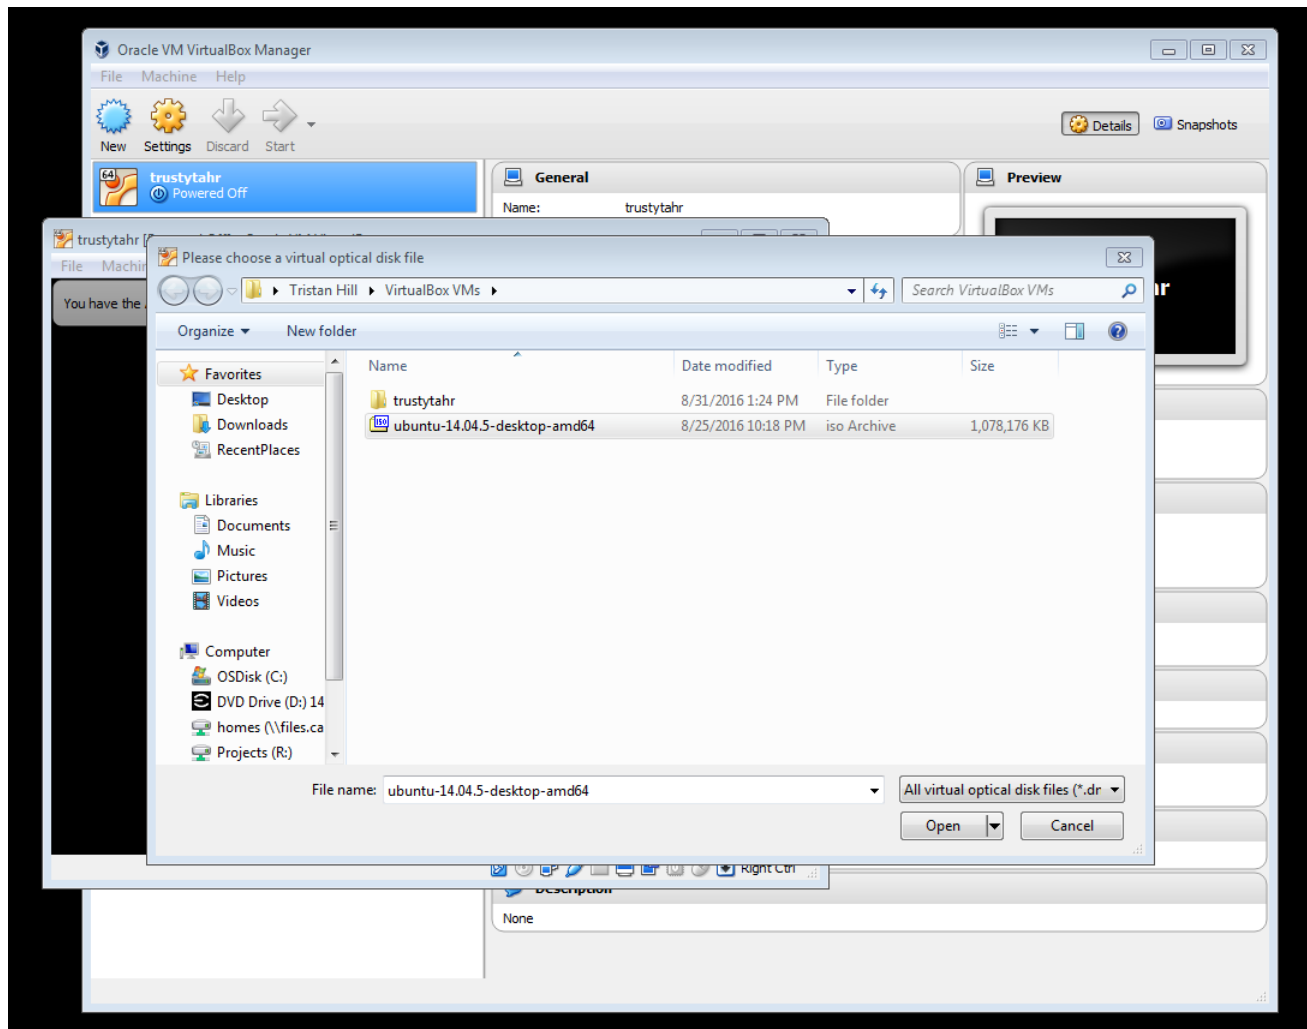 Oracle VM VirtualBox Manager
File Machine Help
New Settings Discard Start
Details Snapshots
64 trustytahr
Powered Off
General
Name: trustytahr
Preview
trustytahr
File
You have the
Please choose a virtual optical disk file
Tristan Hill VirtualBox VMs
Search VirtualBox VMs
Organize New folder
Name Date modified Type Size
trustytahr 8/31/2016 1:24 PM File folder
ISO ubuntu-14.04.5-desktop-amd64 8/25/2016 10:18 PM iso Archive 1,078,176 KB
Favorites
Desktop
Downloads
RecentPlaces
Libraries
Documents
Music
Pictures
Videos
Computer
OSDisk (C:)
DVD Drive (D:) 14
homes (\\files.ca
Projects (R:)
File name: ubuntu-14.04.5-desktop-amd64
All virtual optical disk files (*.dr
Open Cancel
Right Ctrl
Description
None